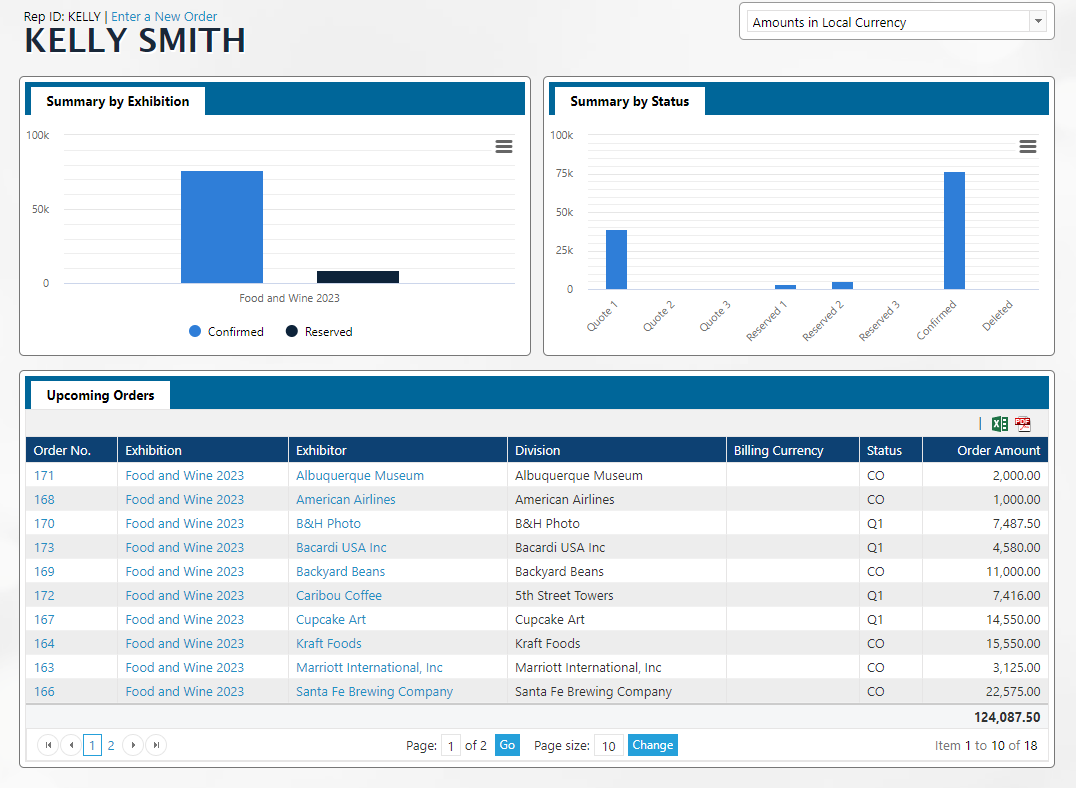 Rep ID: KELLY | Enter a New Order
KELLY SMITH
Amounts in Local Currency
Summary by Exhibition
100k
50k
0
Food and Wine 2023
Confirmed Reserved
Summary by Status
100k
75k
50k
25k
0
Quote 1 Quote 2 Quote 3 Reserved 1 Reserved 2 Reserved 3 Confirmed Deleted
Upcoming Orders
PDF
Order No. Exhibition Exhibitor Division Billing Currency Status Order Amount
171 Food and Wine 2023 Albuquerque Museum Albuquerque Museum CO 2,000.00
168 Food and Wine 2023 American Airlines American Airlines CO 1,000.00
170 Food and Wine 2023 B&H Photo B&H Photo Q1 7,487.50
173 Food and Wine 2023 Bacardi USA Inc Bacardi USA Inc Q1 4,580.00
169 Food and Wine 2023 Backyard Beans Backyard Beans CO 11,000.00
172 Food and Wine 2023 Caribou Coffee 5th Street Towers Q1 7,416.00
167 Food and Wine 2023 Cupcake Art Cupcake Art Q1 14,550.00
164 Food and Wine 2023 Kraft Foods Kraft Foods CO 15,550.00
163 Food and Wine 2023 Marriott International, Inc Marriott International, Inc CO 3,125.00
166 Food and Wine 2023 Santa Fe Brewing Company Santa Fe Brewing Company CO 22,575.00
124,087.50
1 2 Page: 1 of 2 Go Page size: 10 Change Item 1 to 10 of 18